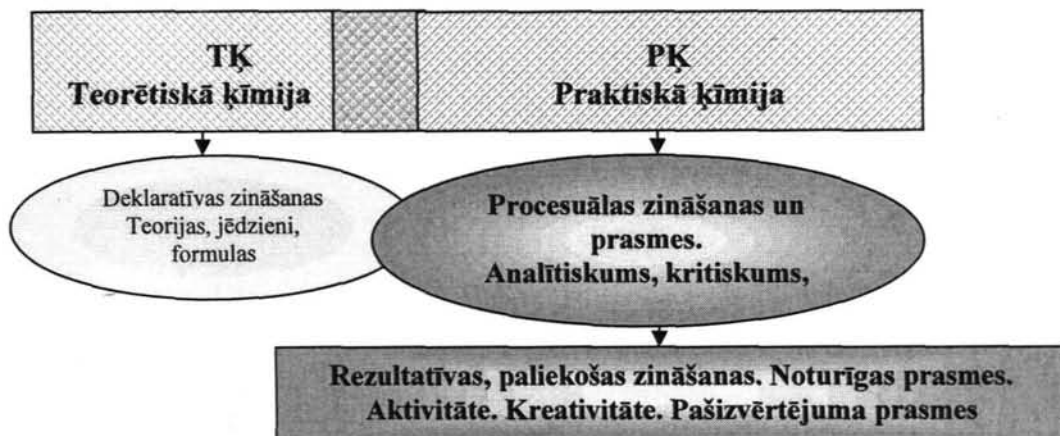 TĶ
Teorētiskā ķīmija
PĶ
Praktiskā ķīmija
Deklaratīvas zināšanas
Teorijas, jēdzieni,
formulas
Procesuālas zināšanas un
prasmes.
Analītiskums, kritiskums,
Rezultatīvas, paliekošas zināšanas. Noturīgas prasmes.
Aktivitāte. Kreativitāte. Pašizvērtējuma prasmes